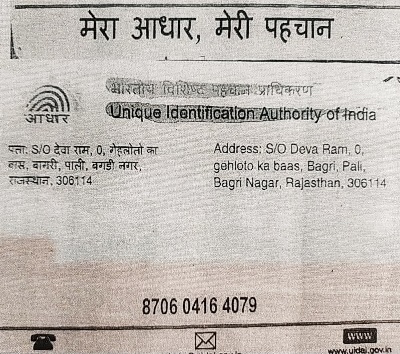 मेरा आधार, मेरी पहचान
भारतीय विशिष्ट पहचान प्राधिकरण
Unique Identification Authority of India
आधार
पता: S/O देवा राम, 0, गेहलोतो का
बास, बागरी, पाली, बगडी नगर,
राजस्थान, 306114
Address: S/O Deva Ram, 0,
gehloto ka baas, Bagri, Pali,
Bagri Nagar, Rajasthan, 306114
8706 0416 4079
www
www.uidai.gov.in